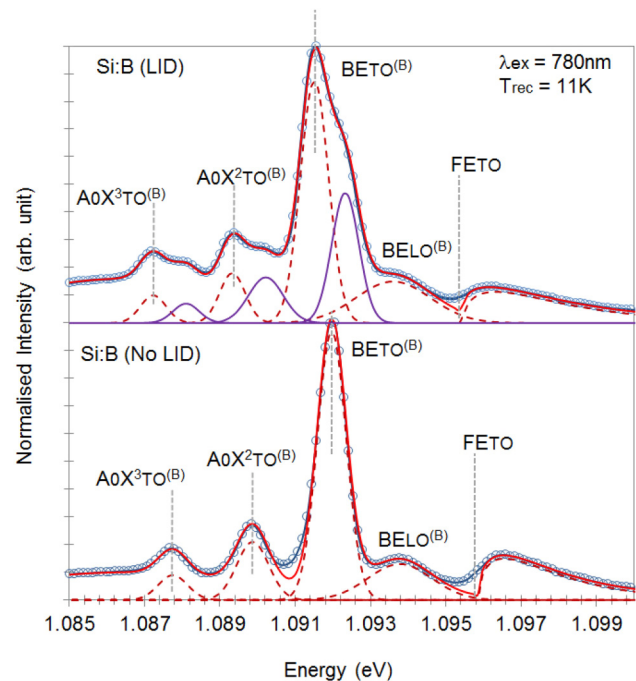 Si:B (LID)
BETO(B)
λex = 780nm
Trec = 11K
A0X³TO(B)
A0X²TO(B)
BELO(B)
FETO
Si:B (No LID)
BETO(B)
A0X³TO(B)
A0X²TO(B)
BELO(B)
FETO
Normalised Intensity (arb. unit)
1.085 1.087 1.089 1.091 1.093 1.095 1.097 1.099
Energy (eV)